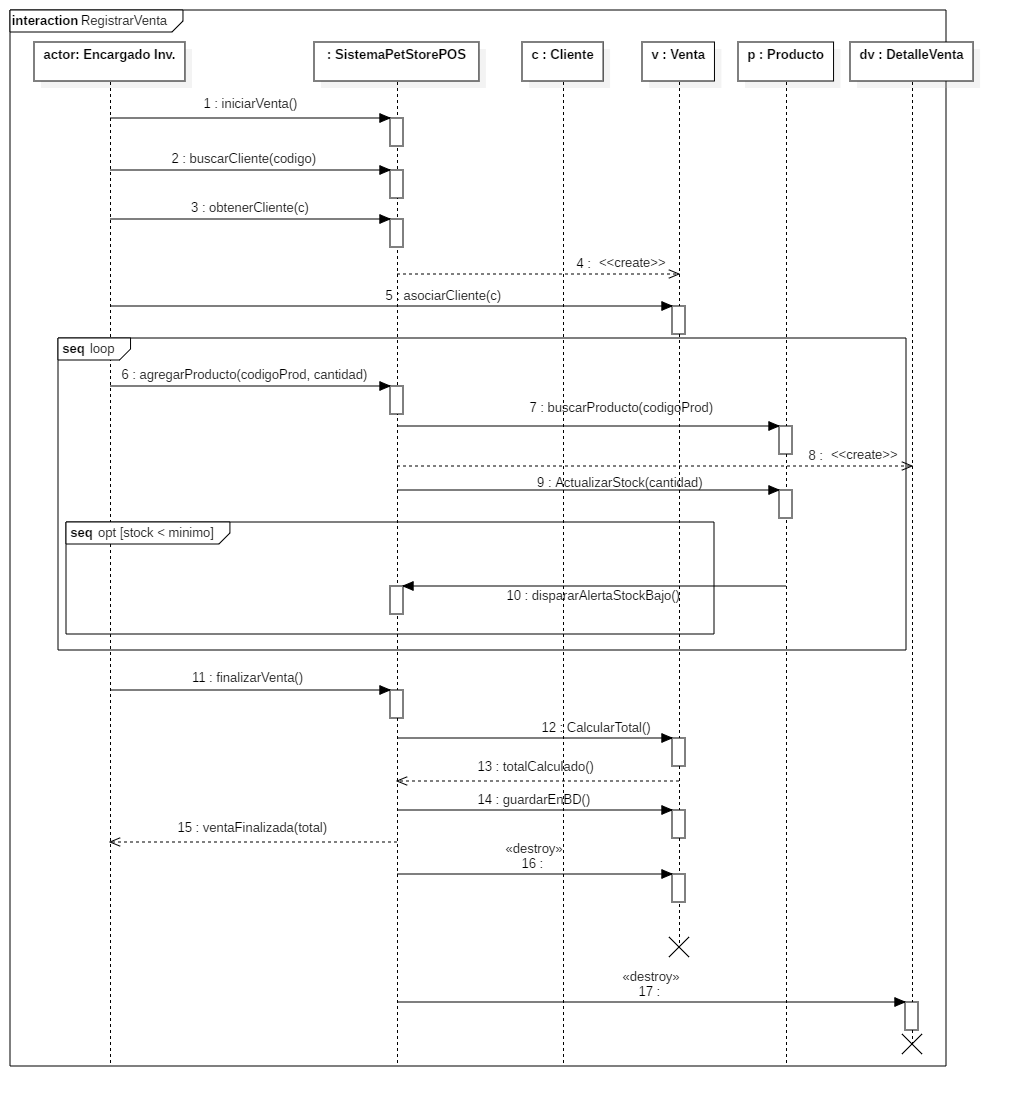 interaction RegistrarVenta
actor: Encargado Inv.
: SistemaPetStorePOS
c : Cliente
v : Venta
p : Producto
dv : DetalleVenta
1 : iniciarVenta()
2 : buscarCliente(codigo)
3 : obtenerCliente(c)
4 : <<create>>
5 : asociarCliente(c)
seq loop
6 : agregarProducto(codigoProd, cantidad)
7 : buscarProducto(codigoProd)
8 : <<create>>
9 : ActualizarStock(cantidad)
seq opt [stock < minimo]
10 : dispararAlertaStockBajo()
11 : finalizarVenta()
12 : CalcularTotal()
13 : totalCalculado()
14 : guardarEnBD()
15 : ventaFinalizada(total)
«destroy»
16 :
«destroy»
17 :